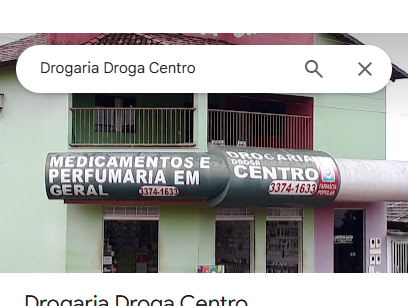 Drogaria Droga Centro
MEDICAMENTOS E
PERFUMARIA EM
GERAL
3374-1633
DROGARIA
DROGA
CENTRO
3374-1633
FARMÁCIA
POPULAR
Drogaria Droga Centro